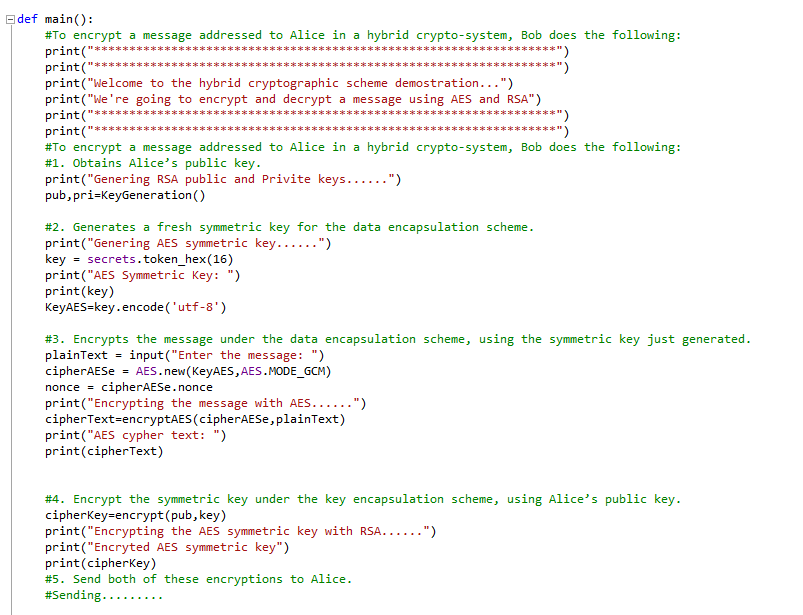 def main():
#To encrypt a message addressed to Alice in a hybrid crypto-system, Bob does the following:
print("******************************************************************")
print("******************************************************************")
print("Welcome to the hybrid cryptographic scheme demostration...")
print("We're going to encrypt and decrypt a message using AES and RSA")
print("******************************************************************")
print("******************************************************************")
#To encrypt a message addressed to Alice in a hybrid crypto-system, Bob does the following:
#1. Obtains Alice’s public key.
print("Genering RSA public and Privite keys......")
pub,pri=KeyGeneration()
#2. Generates a fresh symmetric key for the data encapsulation scheme.
print("Genering AES symmetric key......")
key = secrets.token_hex(16)
print("AES Symmetric Key: ")
print(key)
KeyAES=key.encode('utf-8')
#3. Encrypts the message under the data encapsulation scheme, using the symmetric key just generated.
plainText = input("Enter the message: ")
cipherAESe = AES.new(KeyAES,AES.MODE_GCM)
nonce = cipherAESe.nonce
print("Encrypting the message with AES......")
cipherText=encryptAES(cipherAESe,plainText)
print("AES cypher text: ")
print(cipherText)
#4. Encrypt the symmetric key under the key encapsulation scheme, using Alice’s public key.
cipherKey=encrypt(pub,key)
print("Encrypting the AES symmetric key with RSA......")
print("Encryted AES symmetric key")
print(cipherKey)
#5. Send both of these encryptions to Alice.
#Sending.........